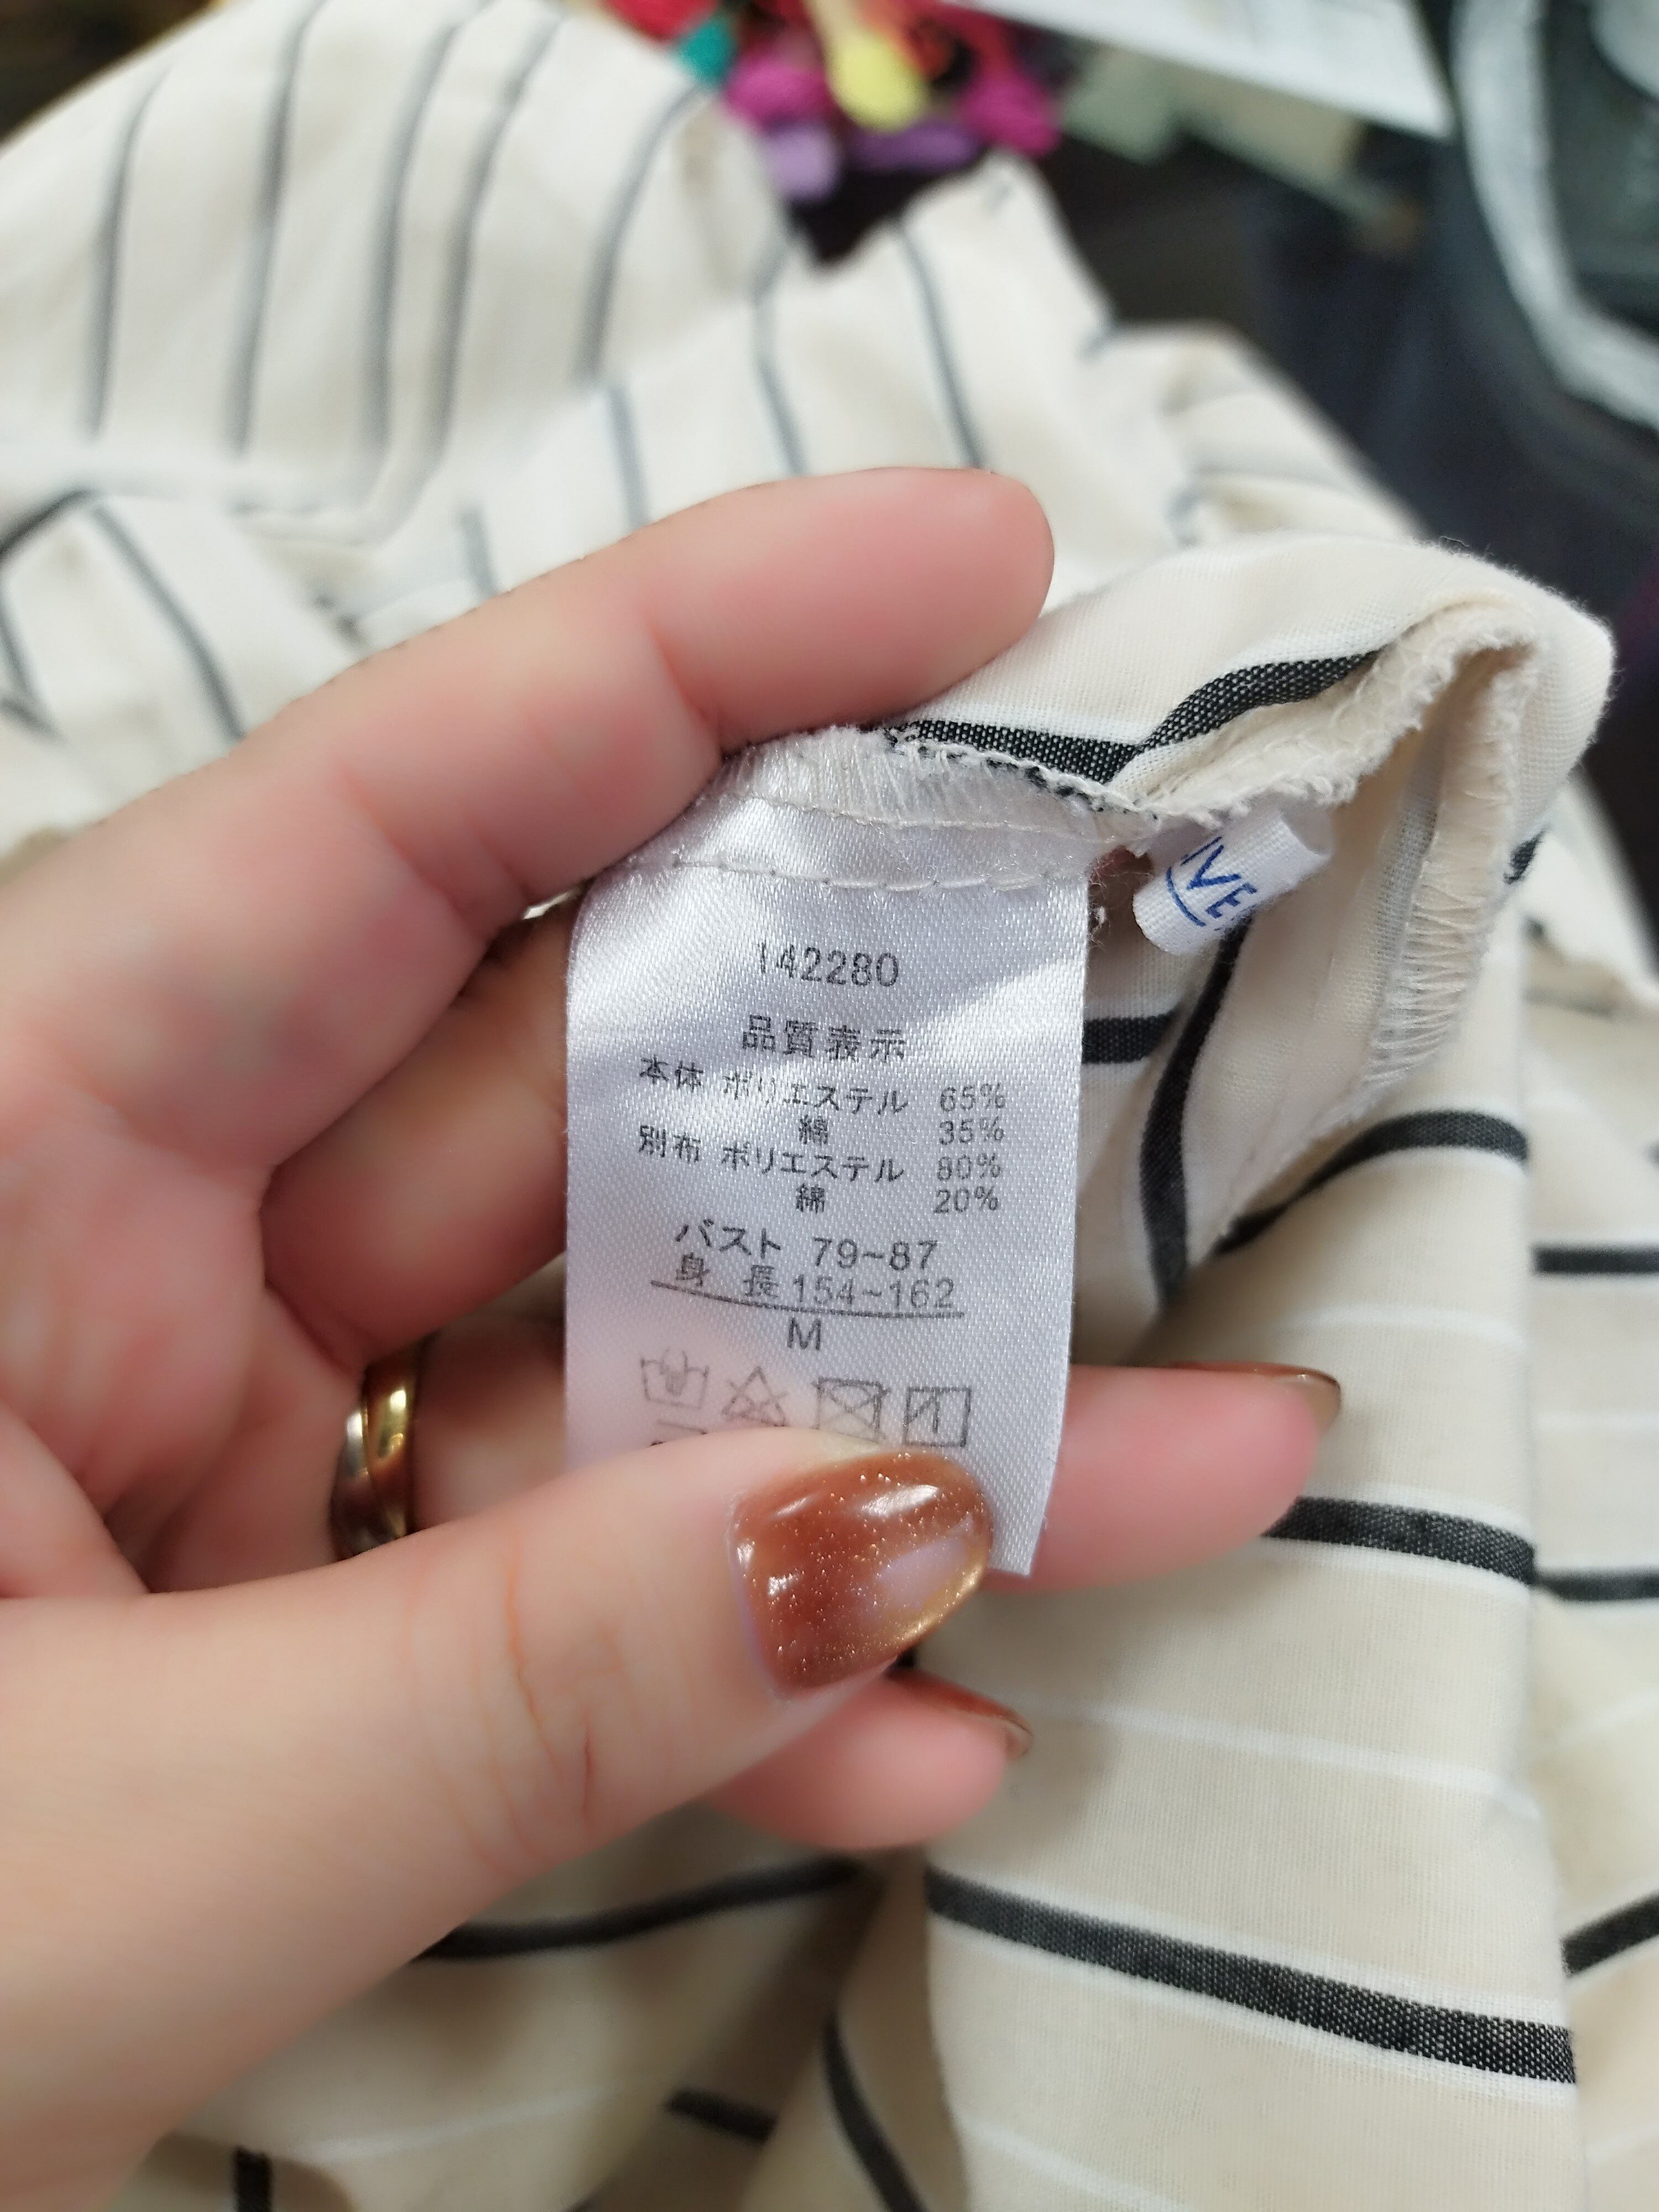 142280
品質表示
本体 ポリエステル 65%
綿 35%
別布 ポリエステル 80%
綿 20%
バスト 79~87
身 長 154~162
M
IVE